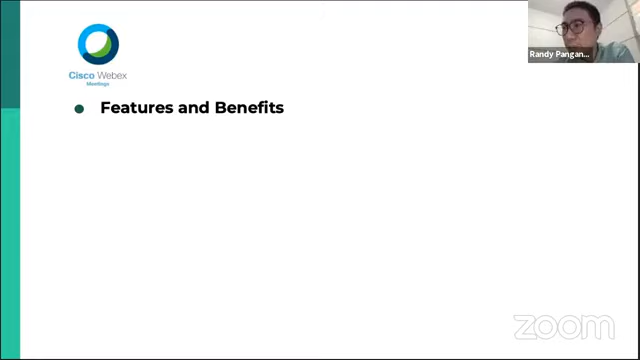 Randy Pangan...
Cisco Webex
Meetings
Features and Benefits
zoom